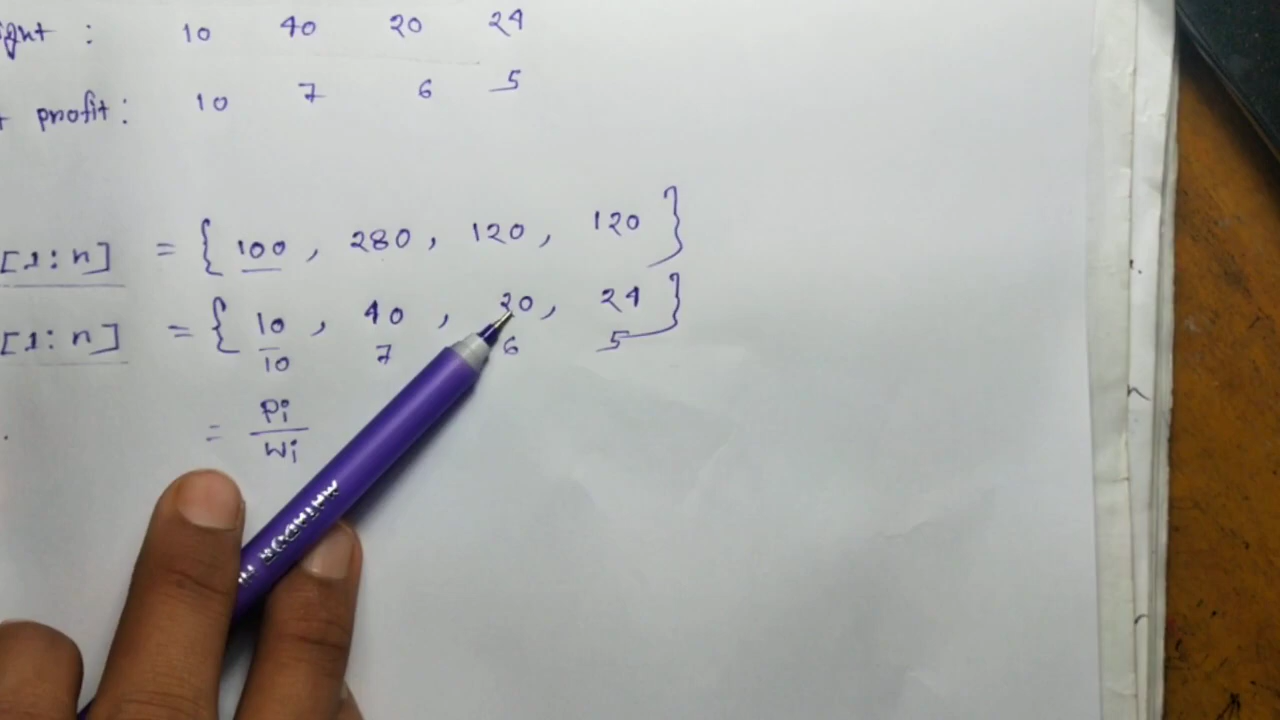 ight : 10 40 20 24
t profit: 10 7 6 5
[1:n] = { 100 , 280 , 120 , 120 }
[1:n] = { 10 , 40 , 20 , 24 }
10 7 6 5
= Pi
Wi